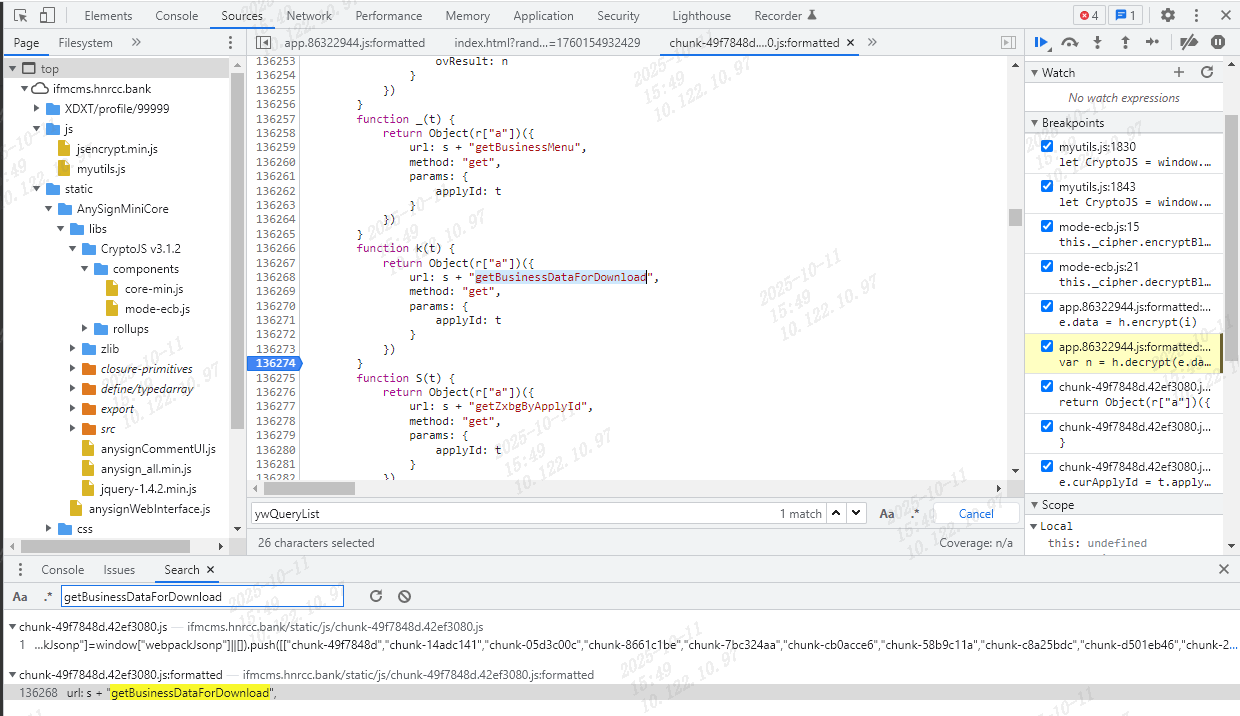 Elements Console Sources Network Performance Memory Application Security Lighthouse Recorder 4 1
Page Filesystem
app.86322944.js:formatted index.html?rand...=1760154932429 chunk-49f7848d....0.js:formatted
top
ifmcms.hnrcc.bank
XDXT/profile/99999
js
jsencrypt.min.js
myutils.js
static
AnySignMiniCore
libs
CryptoJS v3.1.2
components
core-min.js
mode-ecb.js
rollups
zlib
closure-primitives
define/typedarray
export
src
anysignCommentUI.js
anysign_all.min.js
jquery-1.4.2.min.js
anysignWebInterface.js
css
136253 ovResult: n
136254 }
136255 })
136256 }
136257 function _(t) {
136258 return Object(r["a"])({
136259 url: s + "getBusinessMenu",
136260 method: "get",
136261 params: {
136262 applyId: t
136263 }
136264 })
136265 }
136266 function k(t) {
136267 return Object(r["a"])({
136268 url: s + "getBusinessDataForDownload",
136269 method: "get",
136270 params: {
136271 applyId: t
136272 }
136273 })
136274 }
136275 function S(t) {
136276 return Object(r["a"])({
136277 url: s + "getZxbgByApplyId",
136278 method: "get",
136279 params: {
136280 applyId: t
136281 }
136282 })
ywQueryList 1 match Aa .* Cancel
26 characters selected Coverage: n/a
Watch
No watch expressions
Breakpoints
myutils.js:1830
let CryptoJS = window....
myutils.js:1843
let CryptoJS = window....
mode-ecb.js:15
this._cipher.encryptBl...
mode-ecb.js:21
this._cipher.decryptBl...
app.86322944.js:formatted:...
e.data = h.encrypt(i)
app.86322944.js:formatted:...
var n = h.decrypt(e.da...
chunk-49f7848d.42ef3080.j...
return Object(r["a"])({
chunk-49f7848d.42ef3080.j...
}
chunk-49f7848d.42ef3080.j...
e.curApplyId = t.apply...
Scope
Local
this: undefined
Console Issues Search
Aa .* getBusinessDataForDownload
chunk-49f7848d.42ef3080.js — ifmcms.hnrcc.bank/static/js/chunk-49f7848d.42ef3080.js
1 ...kJsonp"]=window["webpackJsonp"]||[]).push([["chunk-49f7848d","chunk-14adc141","chunk-05d3c00c","chunk-8661c1be","chunk-7bc324aa","chunk-cb0acce6","chunk-58b9c11a","chunk-c8a25bdc","chunk-d501eb46","chunk-2...
chunk-49f7848d.42ef3080.js:formatted — ifmcms.hnrcc.bank/static/js/chunk-49f7848d.42ef3080.js:formatted
136268 url: s + "getBusinessDataForDownload",
2025-10-11
15:49
10.122.10.97